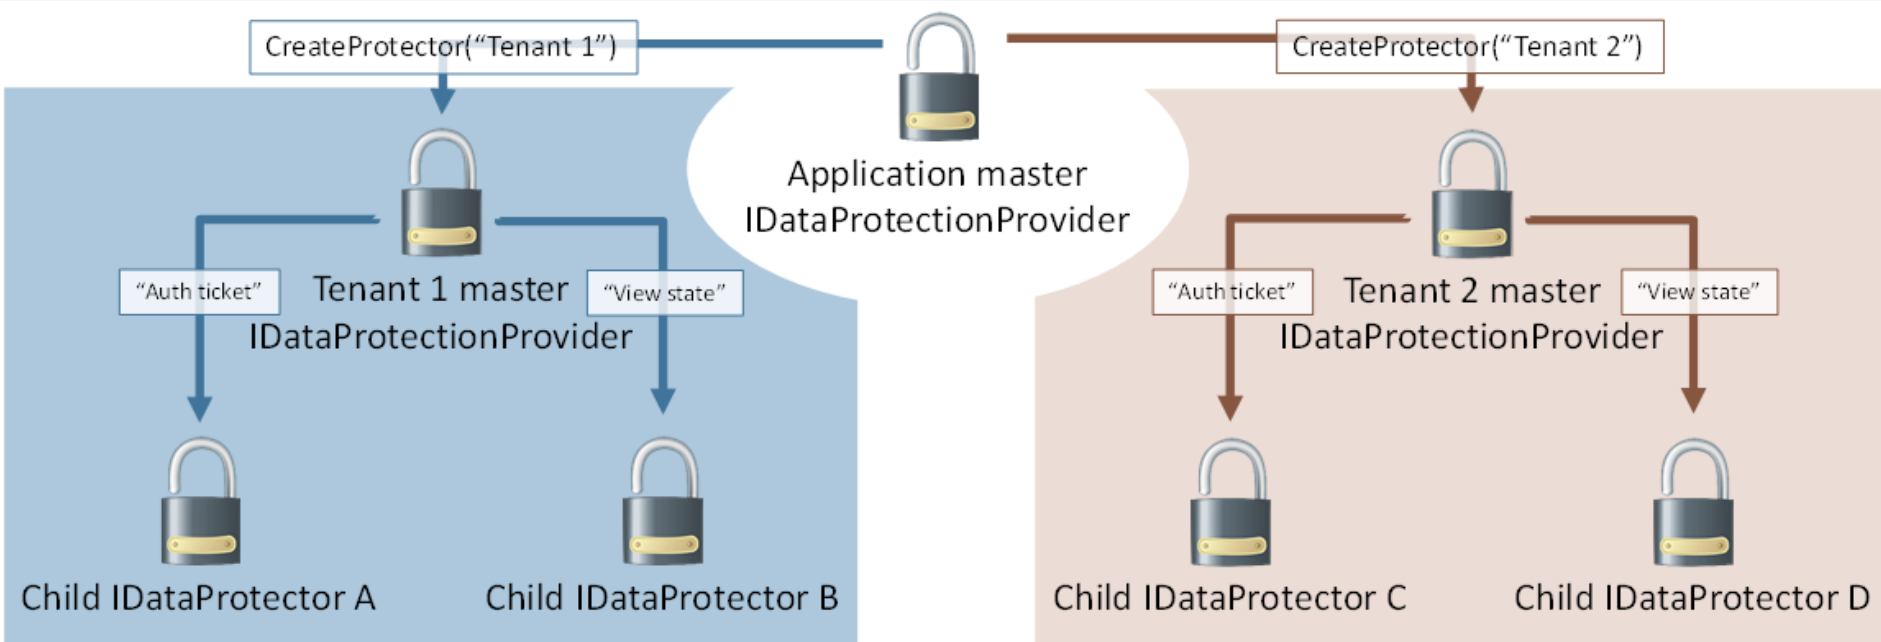 CreateProtector(“Tenant 1”)
CreateProtector(“Tenant 2”)
Application master
IDataProtectionProvider
“Auth ticket”
Tenant 1 master
IDataProtectionProvider
“View state”
“Auth ticket”
Tenant 2 master
IDataProtectionProvider
“View state”
Child IDataProtector A
Child IDataProtector B
Child IDataProtector C
Child IDataProtector D